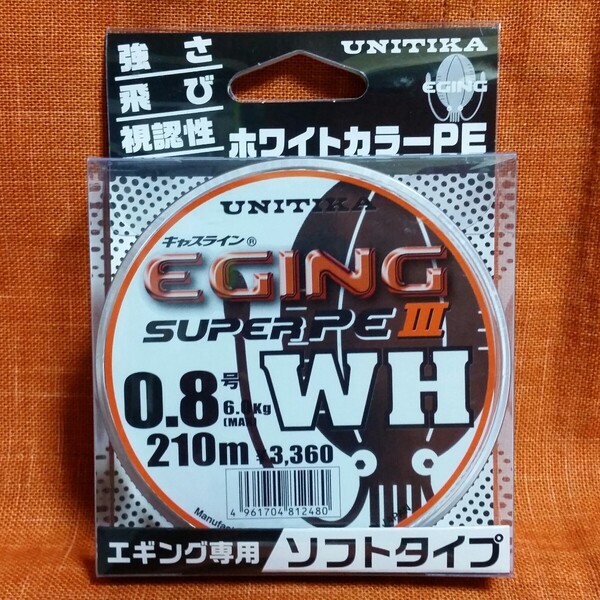 強さ
飛び
視認性
UNITIKA
EGING
ホワイトカラーPE
UNITIKA
キャスライン®
EGING
SUPER PE III
WH
0.8号
6.0Kg
(MAX)
210m ¥3,360
4 961704 812480
エギング専用 ソフトタイプ